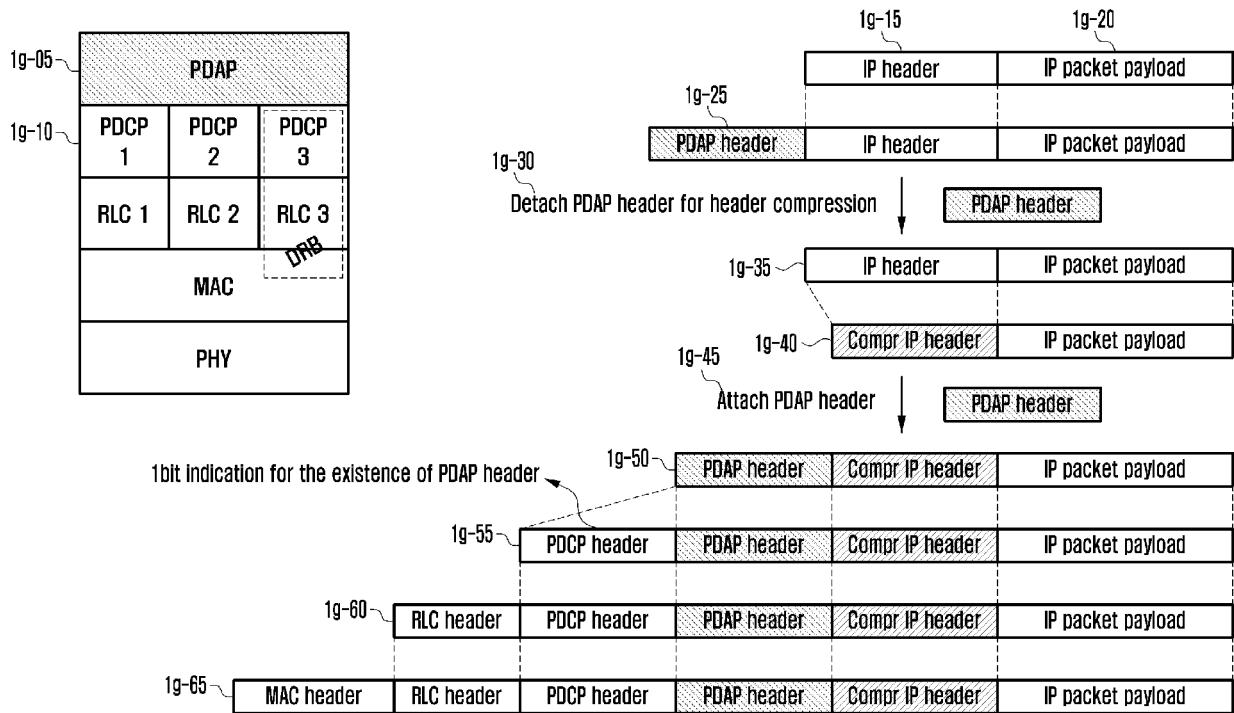 1g-05
PDAP
1g-10
PDCP 1
PDCP 2
PDCP 3
RLC 1
RLC 2
RLC 3
DRB
MAC
PHY
1g-15
1g-20
IP header
IP packet payload
1g-25
PDAP header
IP header
IP packet payload
1g-30
Detach PDAP header for header compression
PDAP header
1g-35
IP header
IP packet payload
1g-40
Compr IP header
IP packet payload
1g-45
Attach PDAP header
PDAP header
1g-50
PDAP header
Compr IP header
IP packet payload
1bit indication for the existence of PDAP header
1g-55
PDCP header
PDAP header
Compr IP header
IP packet payload
1g-60
RLC header
PDCP header
PDAP header
Compr IP header
IP packet payload
1g-65
MAC header
RLC header
PDCP header
PDAP header
Compr IP header
IP packet payload